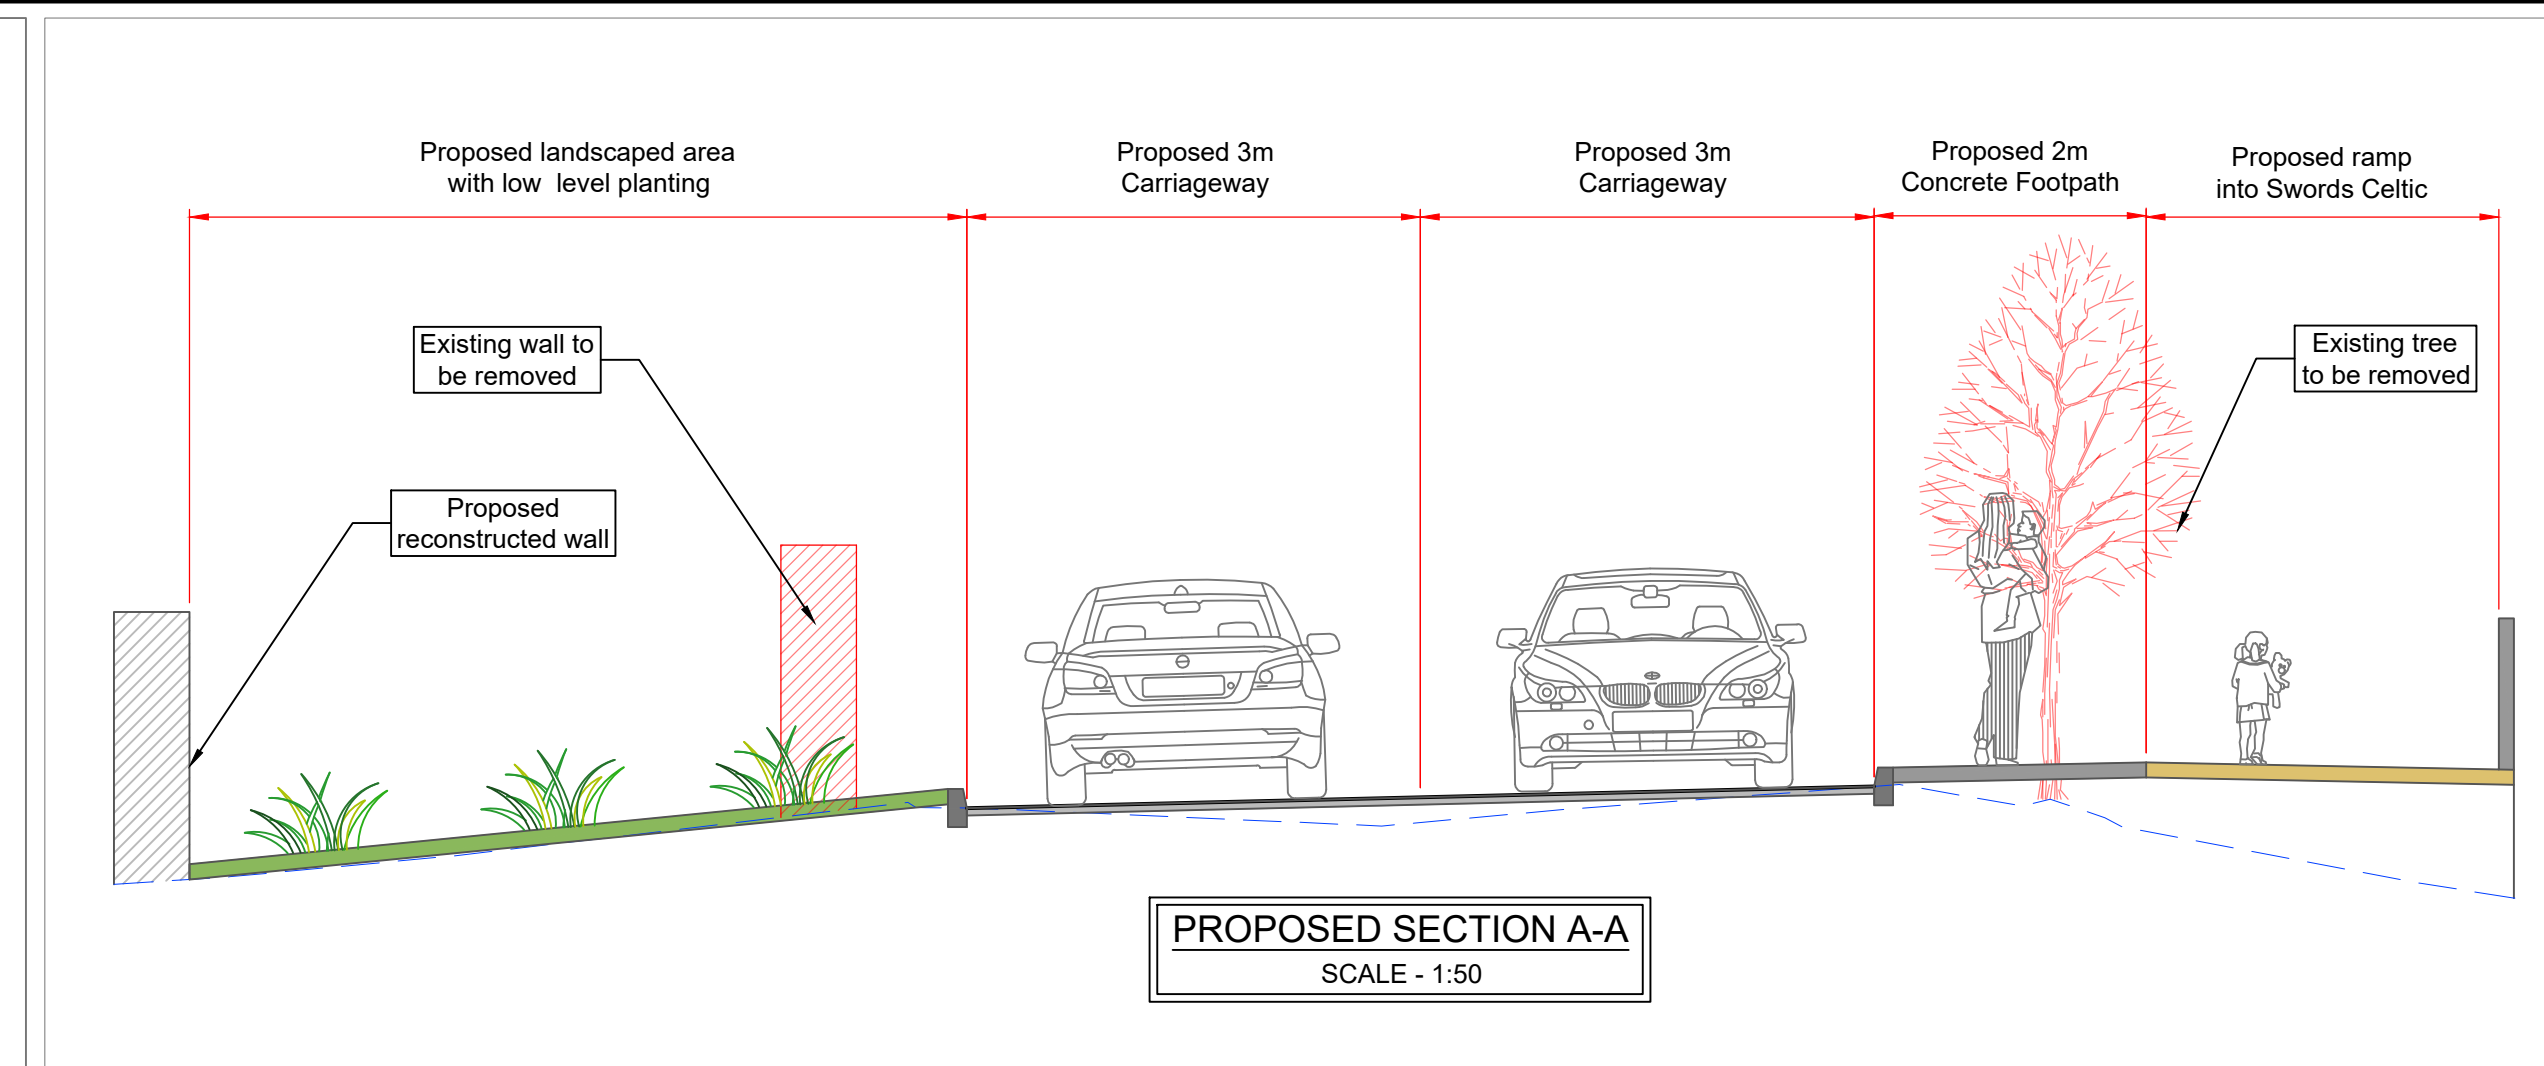 Proposed landscaped area
with low level planting
Proposed 3m
Carriageway
Proposed 3m
Carriageway
Proposed 2m
Concrete Footpath
Proposed ramp
into Swords Celtic
Existing wall to
be removed
Existing tree
to be removed
Proposed
reconstructed wall
PROPOSED SECTION A-A
SCALE - 1:50